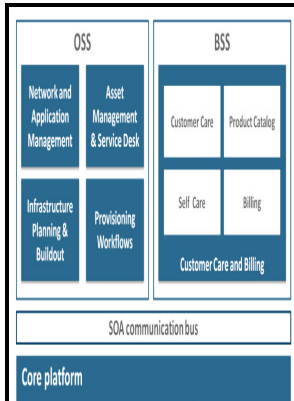 OSS
Network and
Application
Management
Asset
Management
& Service Desk
Infrastructure
Planning &
Buildout
Provisioning
Workflows
BSS
Customer Care
Product Catalog
Self Care
Billing
Customer Care and Billing
SOA communication bus
Core platform